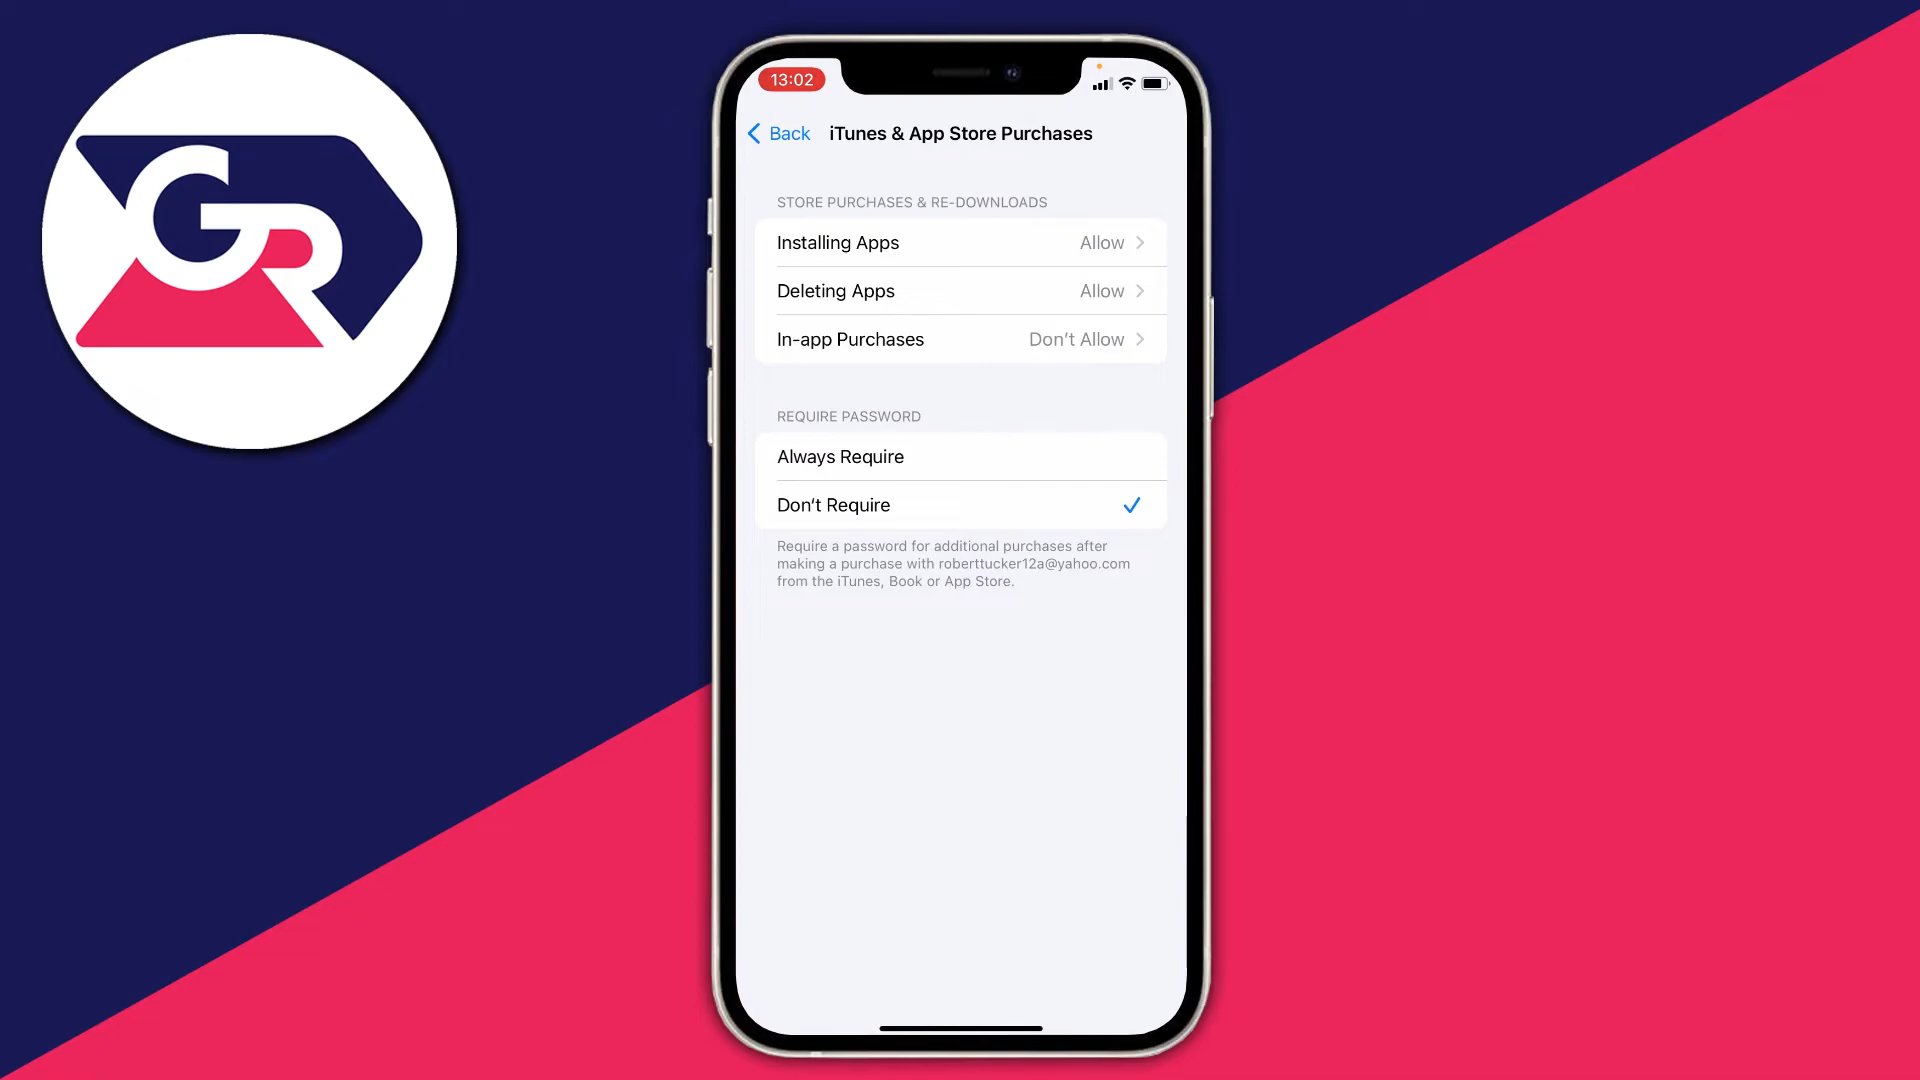 GR
13:02
Back iTunes & App Store Purchases
STORE PURCHASES & RE-DOWNLOADS
Installing Apps Allow
Deleting Apps Allow
In-app Purchases Don't Allow
REQUIRE PASSWORD
Always Require
Don't Require
Require a password for additional purchases after
making a purchase with roberttucker12a@yahoo.com
from the iTunes, Book or App Store.